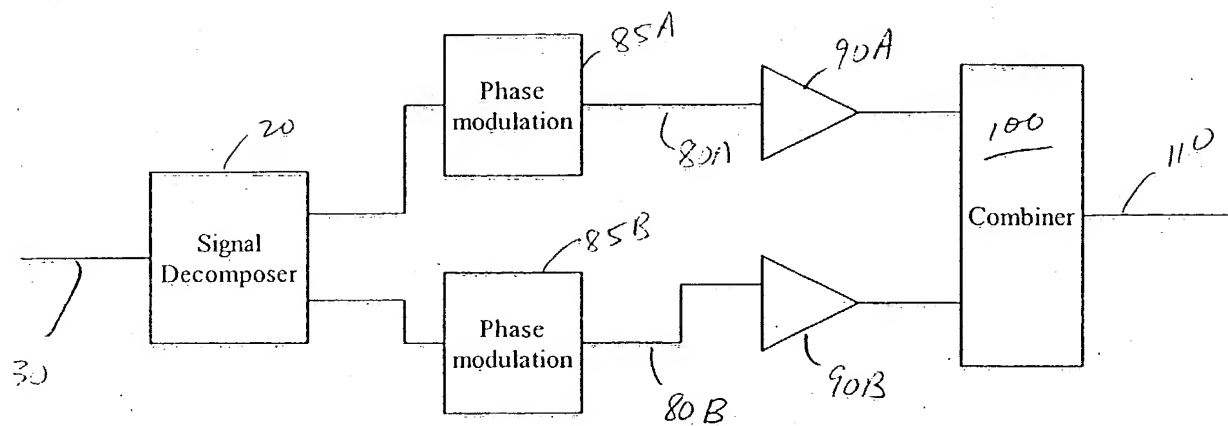 85A
90A
Phase
modulation
20
80A
100
110
Signal
Decomposer
Combiner
85B
Phase
modulation
30
80B
90B